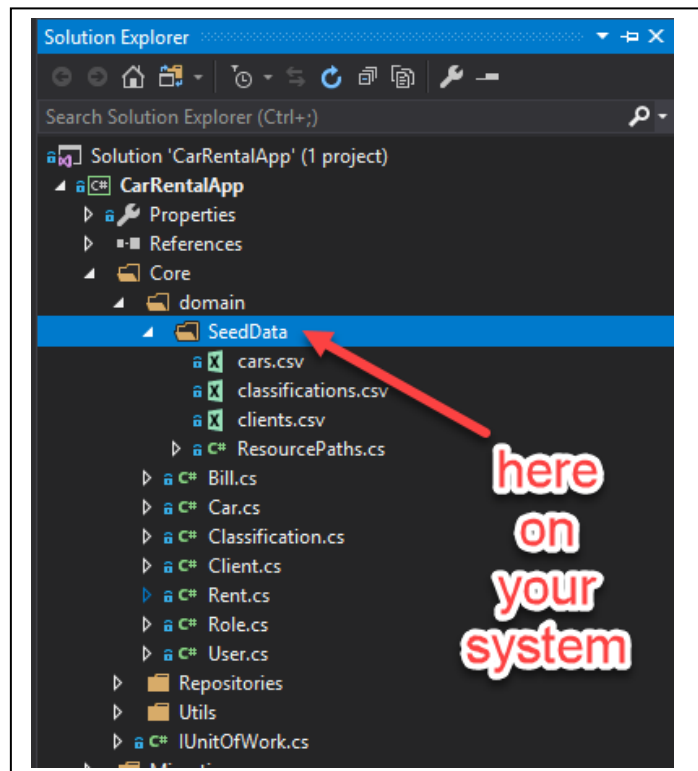 Solution Explorer
Search Solution Explorer (Ctrl+;)
Solution 'CarRentalApp' (1 project)
C# CarRentalApp
Properties
References
Core
domain
SeedData
cars.csv
classifications.csv
clients.csv
C# ResourcePaths.cs
C# Bill.cs
C# Car.cs
C# Classification.cs
C# Client.cs
C# Rent.cs
C# Role.cs
C# User.cs
Repositories
Utils
C# IUnitOfWork.cs
here
on
your
system